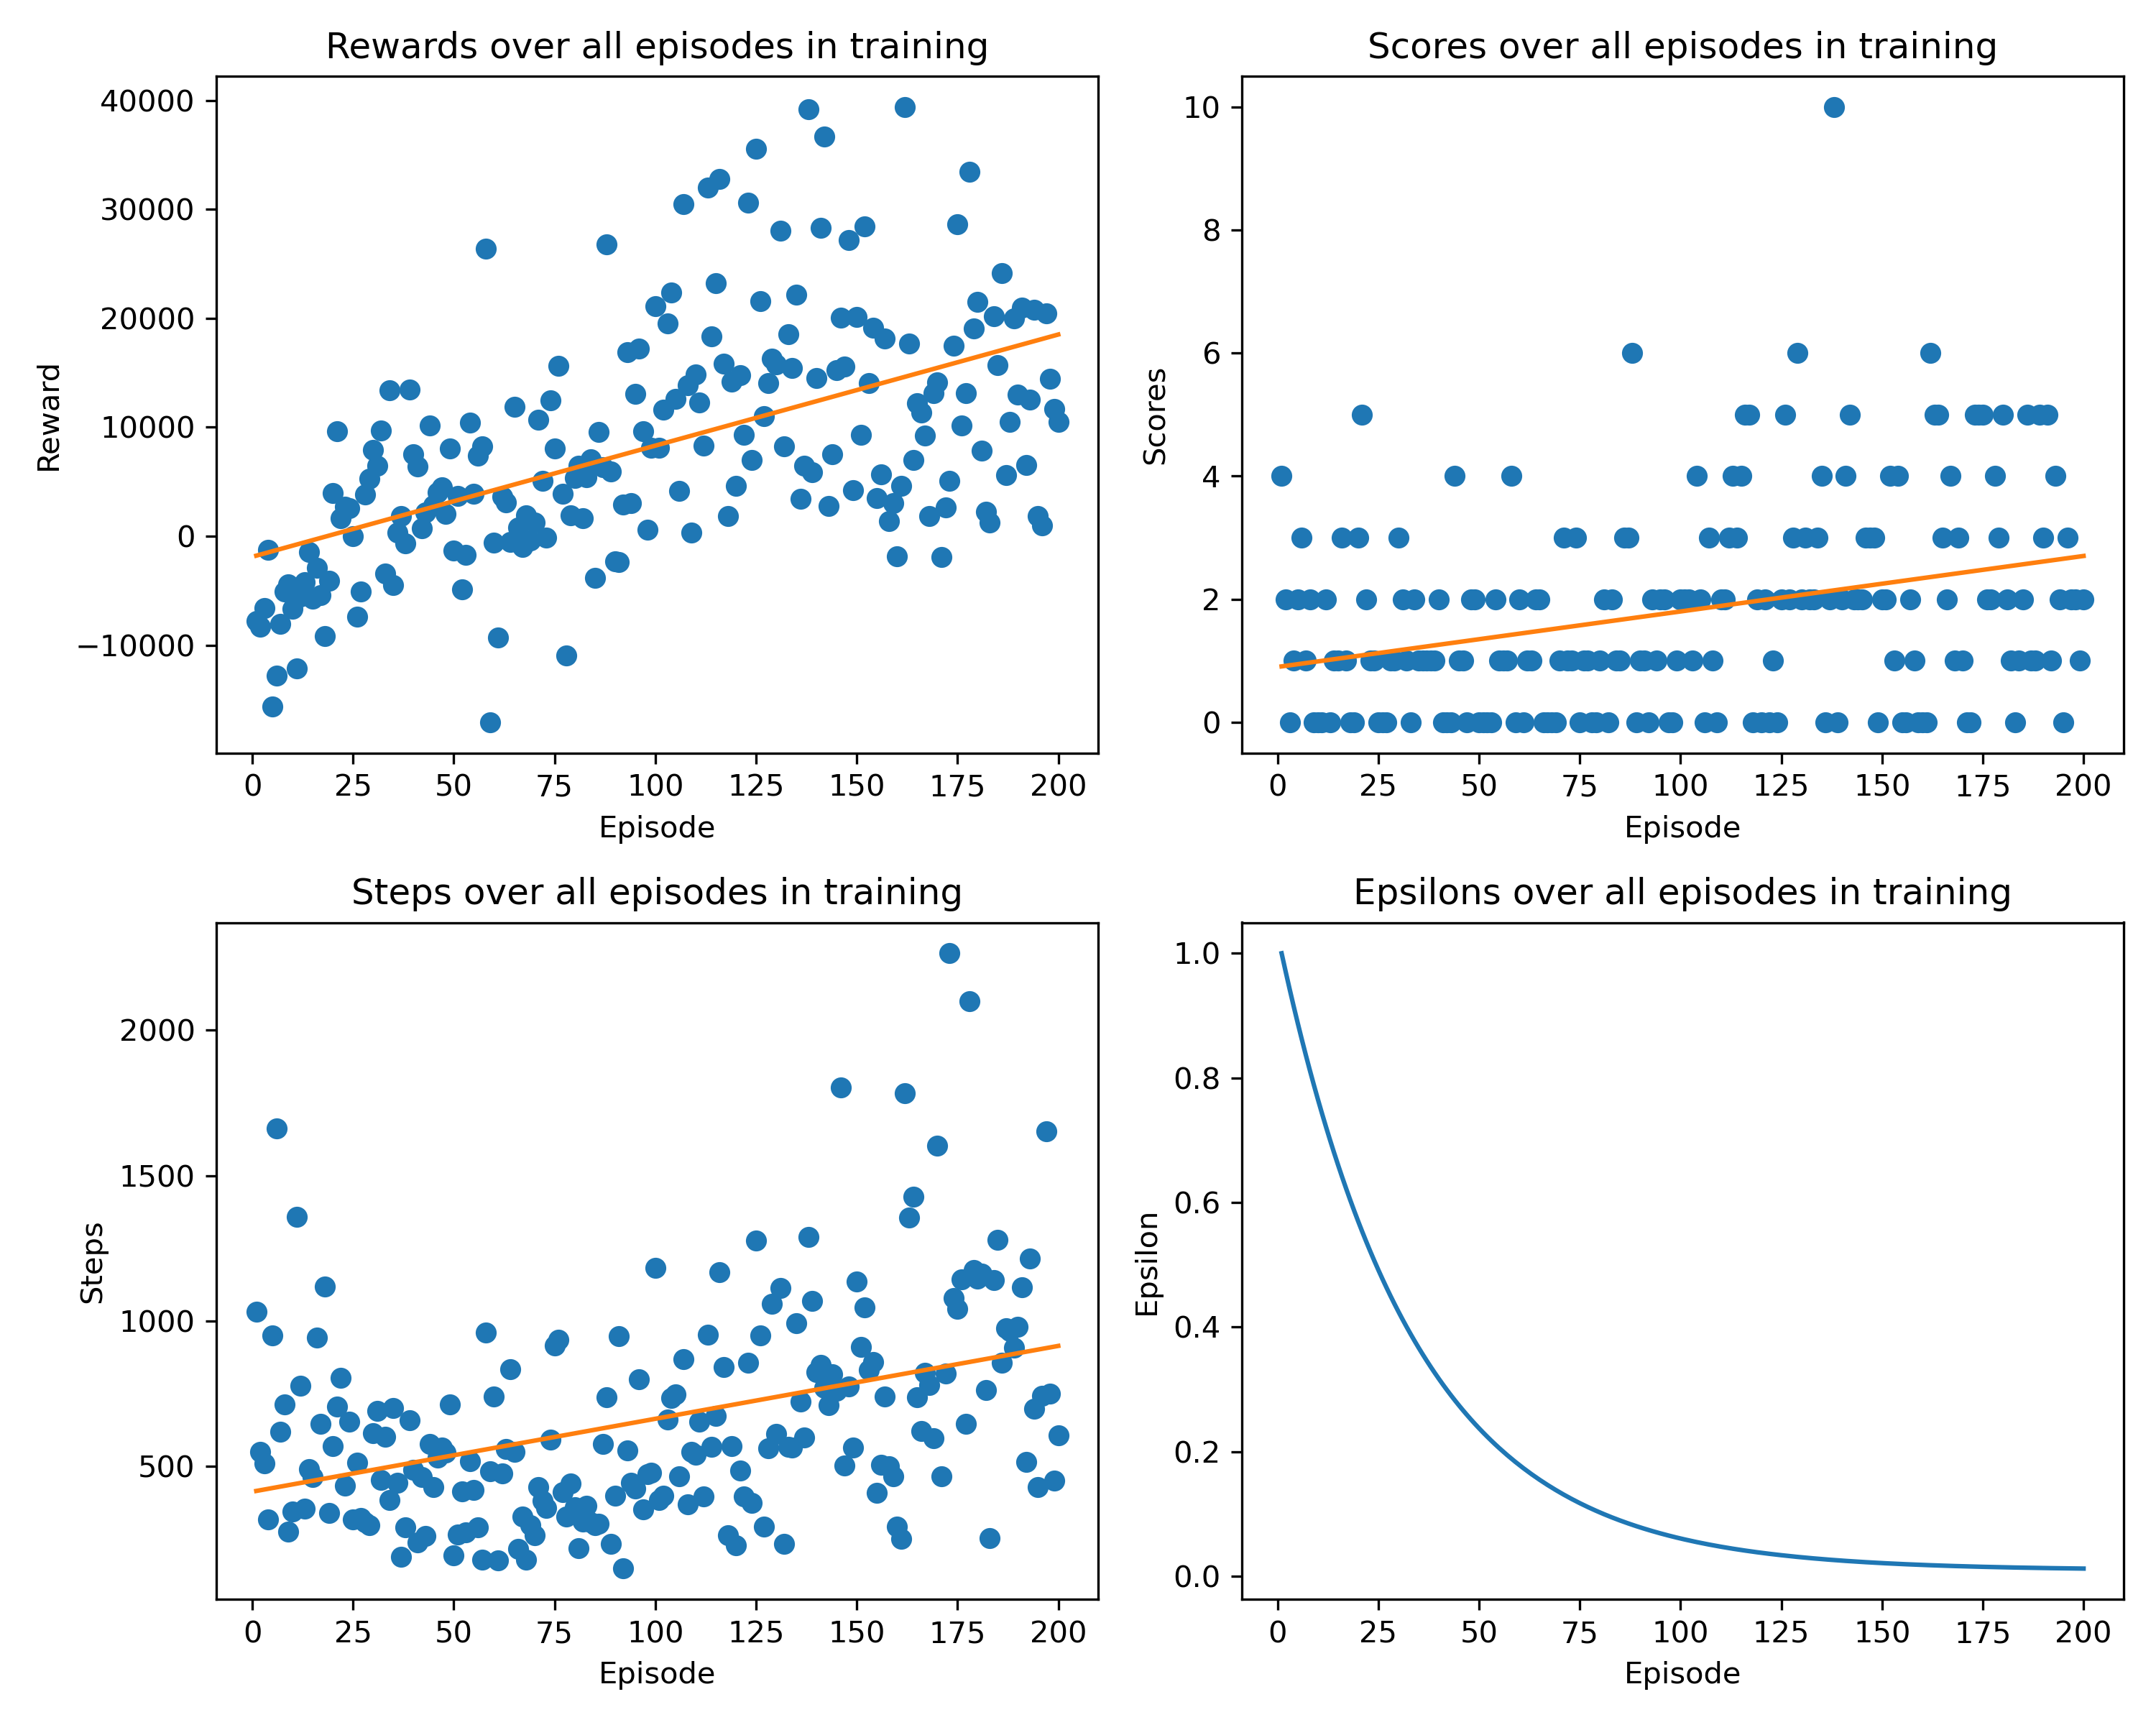 Rewards over all episodes in training
Reward
40000
30000
20000
10000
0
−10000
0 25 50 75 100 125 150 175 200
Episode
Scores over all episodes in training
Scores
10
8
6
4
2
0
0 25 50 75 100 125 150 175 200
Episode
Steps over all episodes in training
Steps
2000
1500
1000
500
0 25 50 75 100 125 150 175 200
Episode
Epsilons over all episodes in training
Epsilon
1.0
0.8
0.6
0.4
0.2
0.0
0 25 50 75 100 125 150 175 200
Episode